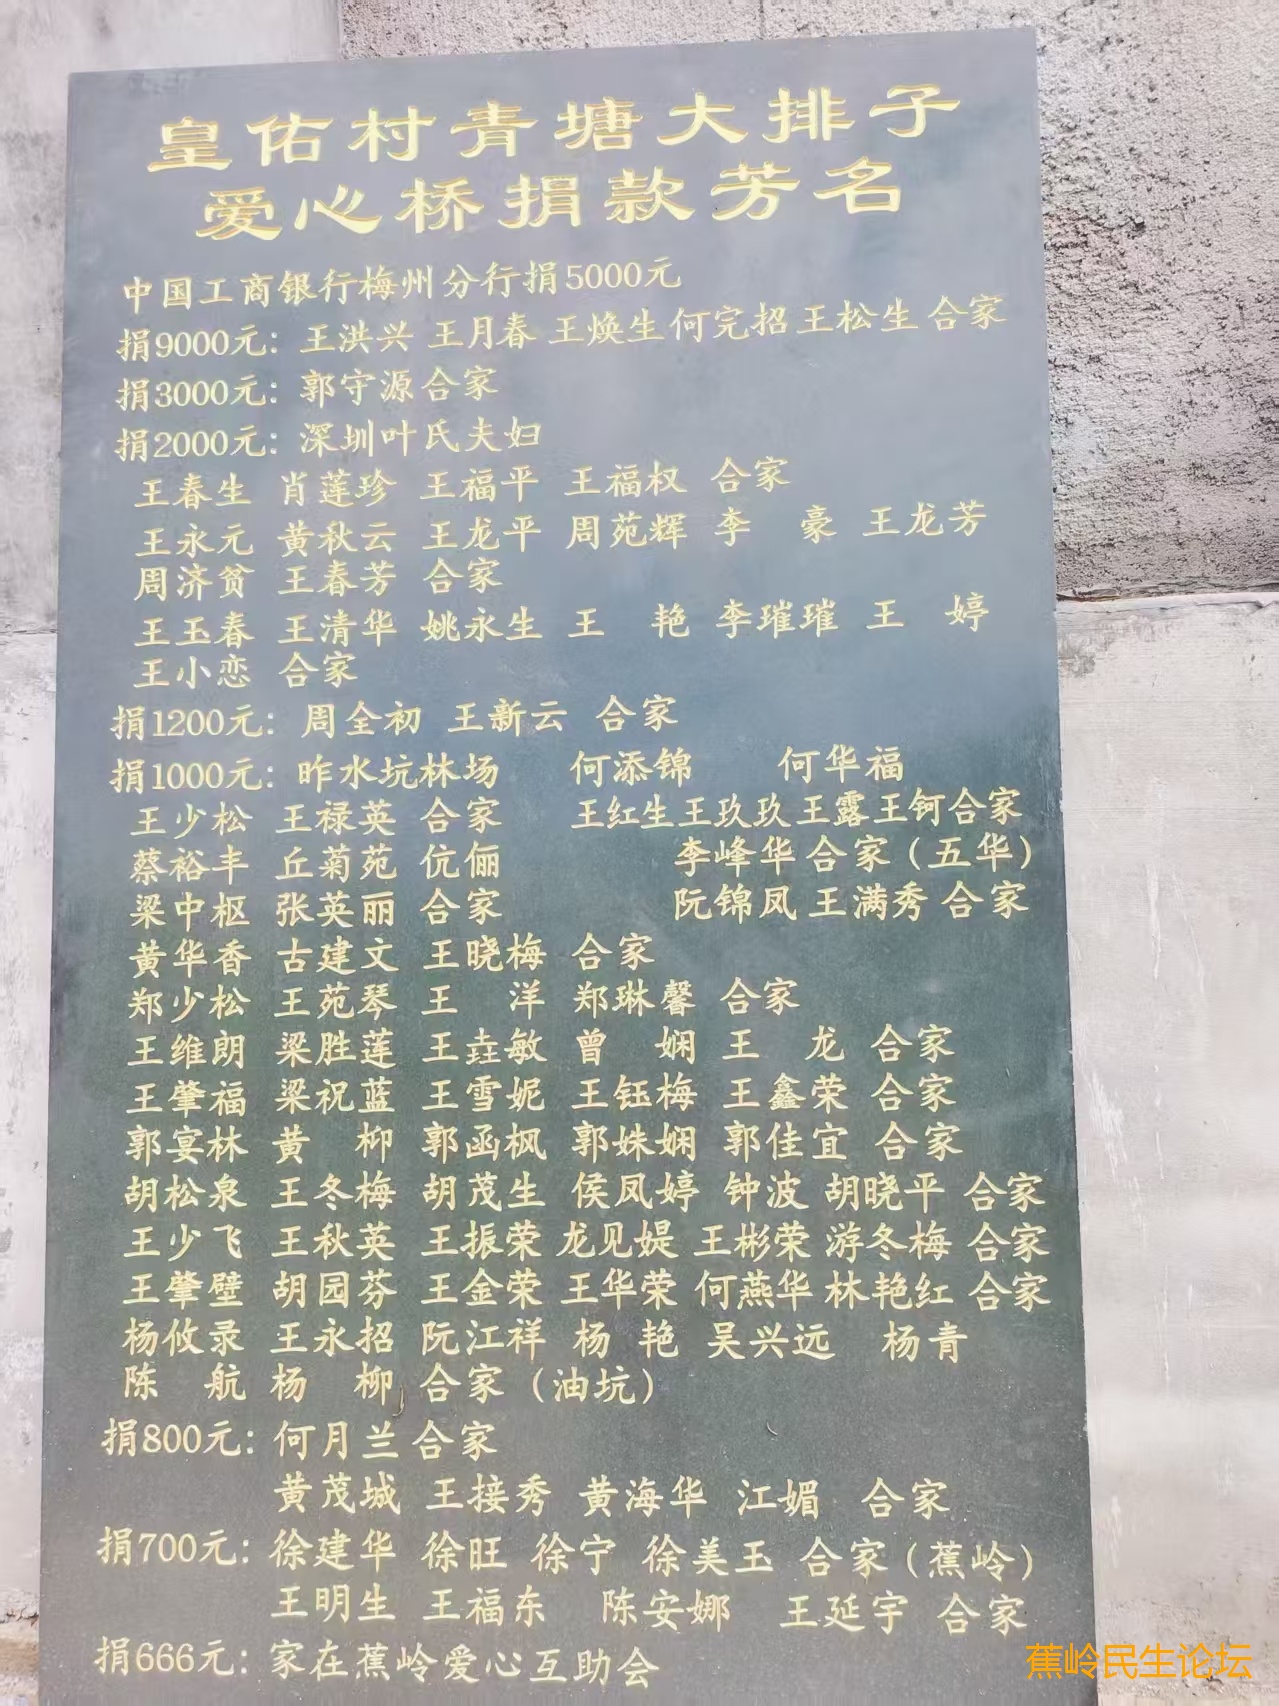 皇佑村青塘大排子
爱心桥捐款芳名
中国工商银行梅州分行捐5000元
捐9000元：王洪兴 王月春 王焕生 何完招 王松生 合家
捐3000元：郭守源 合家
捐2000元：深圳叶氏夫妇
王春生 肖莲珍 王福平 王福权 合家
王永元 黄秋云 王龙平 周苑辉 李 豪 王龙芳
周济贫 王春芳 合家
王玉春 王清华 姚永生 王 艳 李璀璀 王 婷
王小恋 合家
捐1200元：周全初 王新云 合家
捐1000元：昨水坑林场 何添锦 何华福
王少松 王禄英 合家 王红生 王玖玖 王露 王钶 合家
蔡裕丰 丘菊苑 伉俪 李峰华 合家（五华）
梁中枢 张英丽 合家 阮锦凤 王满秀 合家
黄华香 古建文 王晓梅 合家
郑少松 王苑琴 王 洋 郑琳馨 合家
王维朗 梁胜莲 王垚敏 曾 娴 王 龙 合家
王肇福 梁祝蓝 王雪妮 王钰梅 王鑫荣 合家
郭宴林 黄 柳 郭函枫 郭姝娴 郭佳宜 合家
胡松泉 王冬梅 胡茂生 侯凤婷 钟波 胡晓平 合家
王少飞 王秋英 王振荣 龙见媞 王彬荣 游冬梅 合家
王肇壁 胡园芬 王金荣 王华荣 何燕华 林艳红 合家
杨攸录 王永招 阮江祥 杨 艳 吴兴远 杨青
陈 航 杨 柳 合家（油坑）
捐800元：何月兰 合家
黄茂城 王接秀 黄海华 江媚 合家
捐700元：徐建华 徐旺 徐宁 徐美玉 合家（蕉岭）
王明生 王福东 陈安娜 王延宇 合家
捐666元：家在蕉岭爱心互助会
蕉岭民生论坛